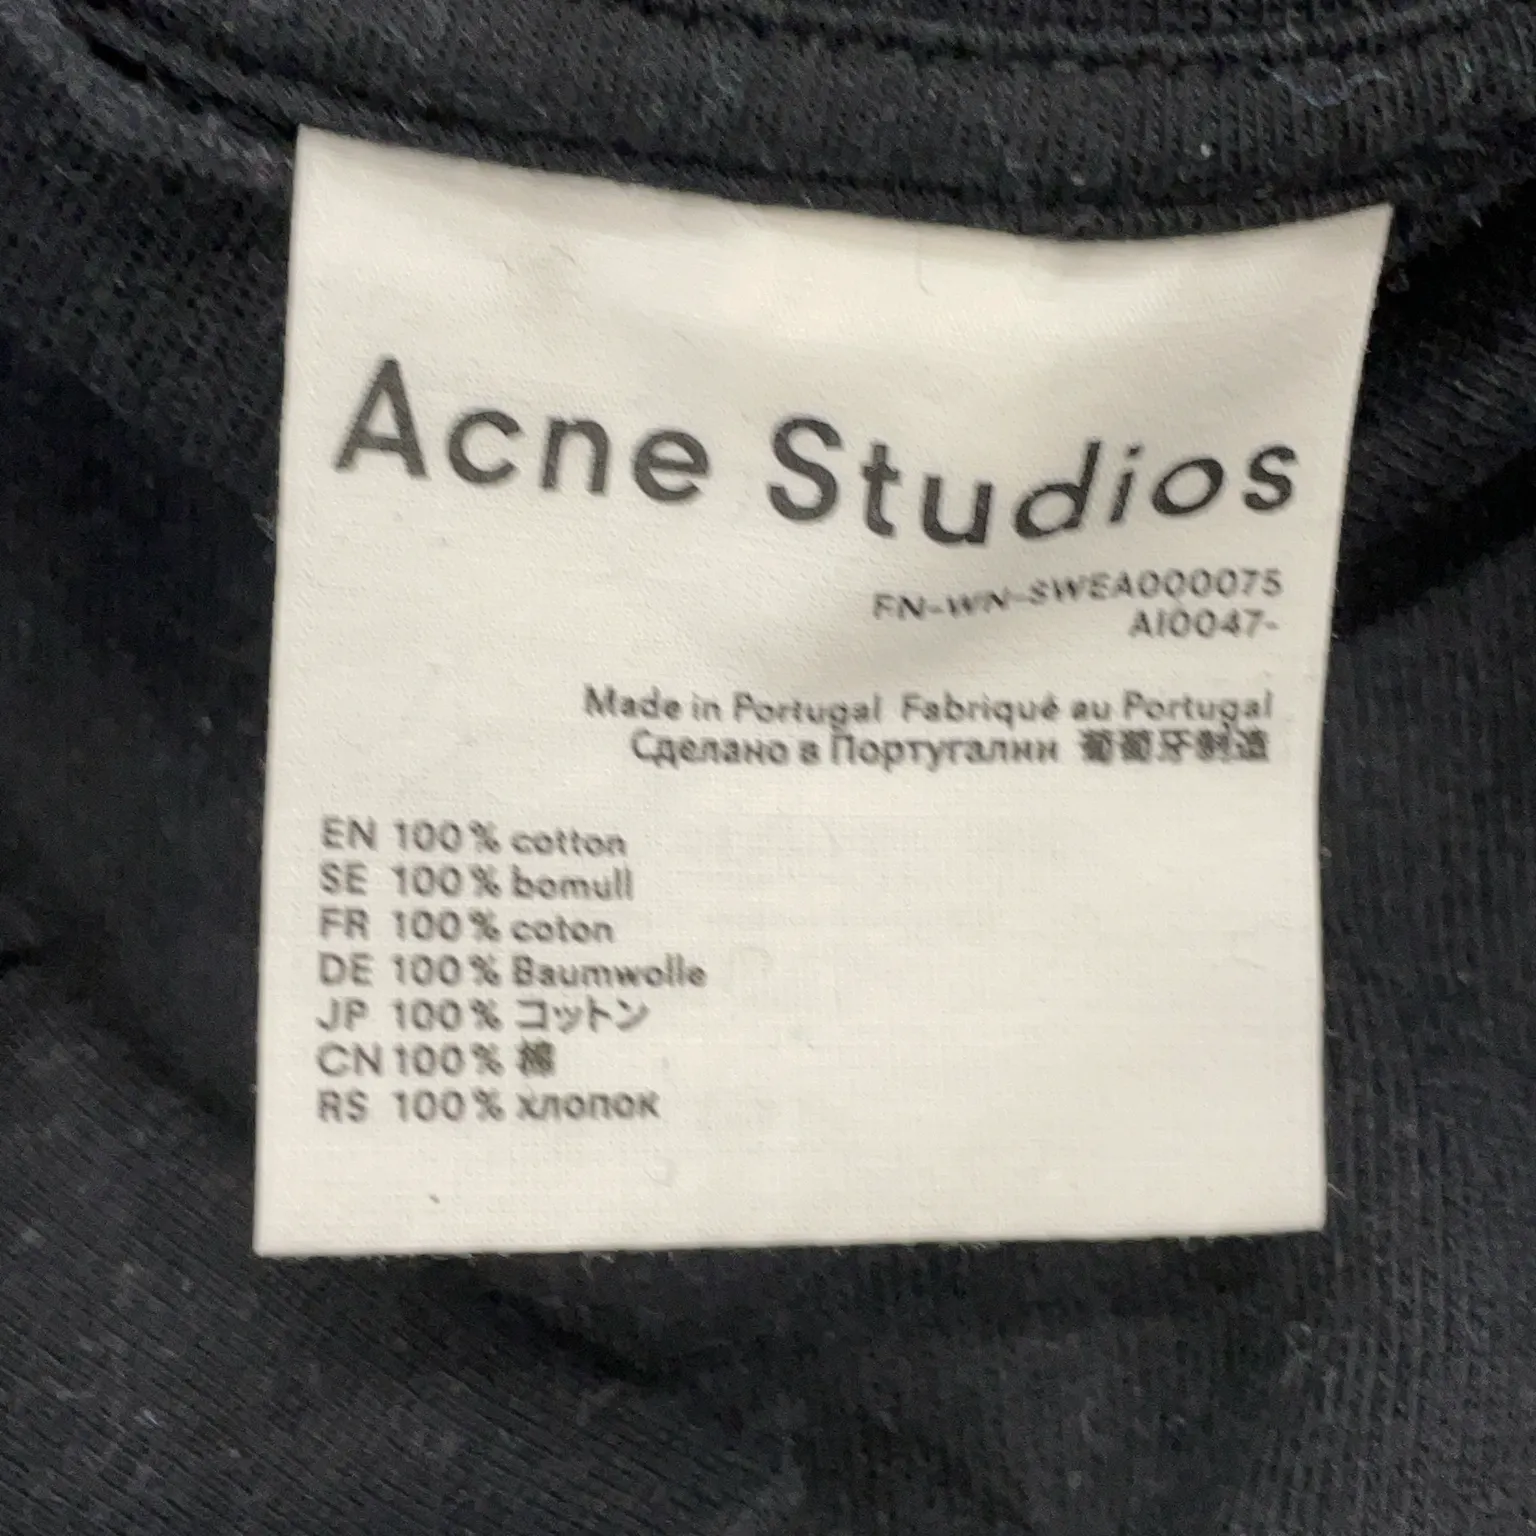 Acne Studios
FN-WN-SWEA000075
AI0047-
Made in Portugal Fabriqué au Portugal
Сделано в Португалии 葡萄牙制造
EN 100% cotton
SE 100% bomull
FR 100% coton
DE 100% Baumwolle
JP 100% コットン
CN 100% 棉
RS 100% хлопок